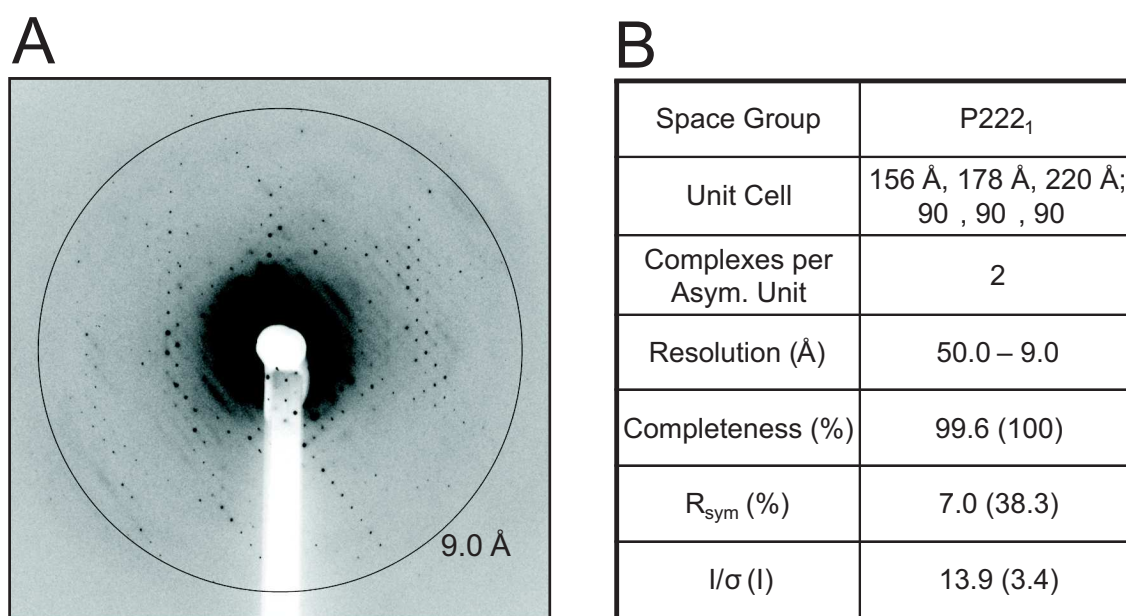 A
9.0 Å
B
Space Group P222₁
Unit Cell 156 Å, 178 Å, 220 Å;
90 , 90 , 90
Complexes per
Asym. Unit 2
Resolution (Å) 50.0 – 9.0
Completeness (%) 99.6 (100)
Rsym (%) 7.0 (38.3)
I/σ (I) 13.9 (3.4)